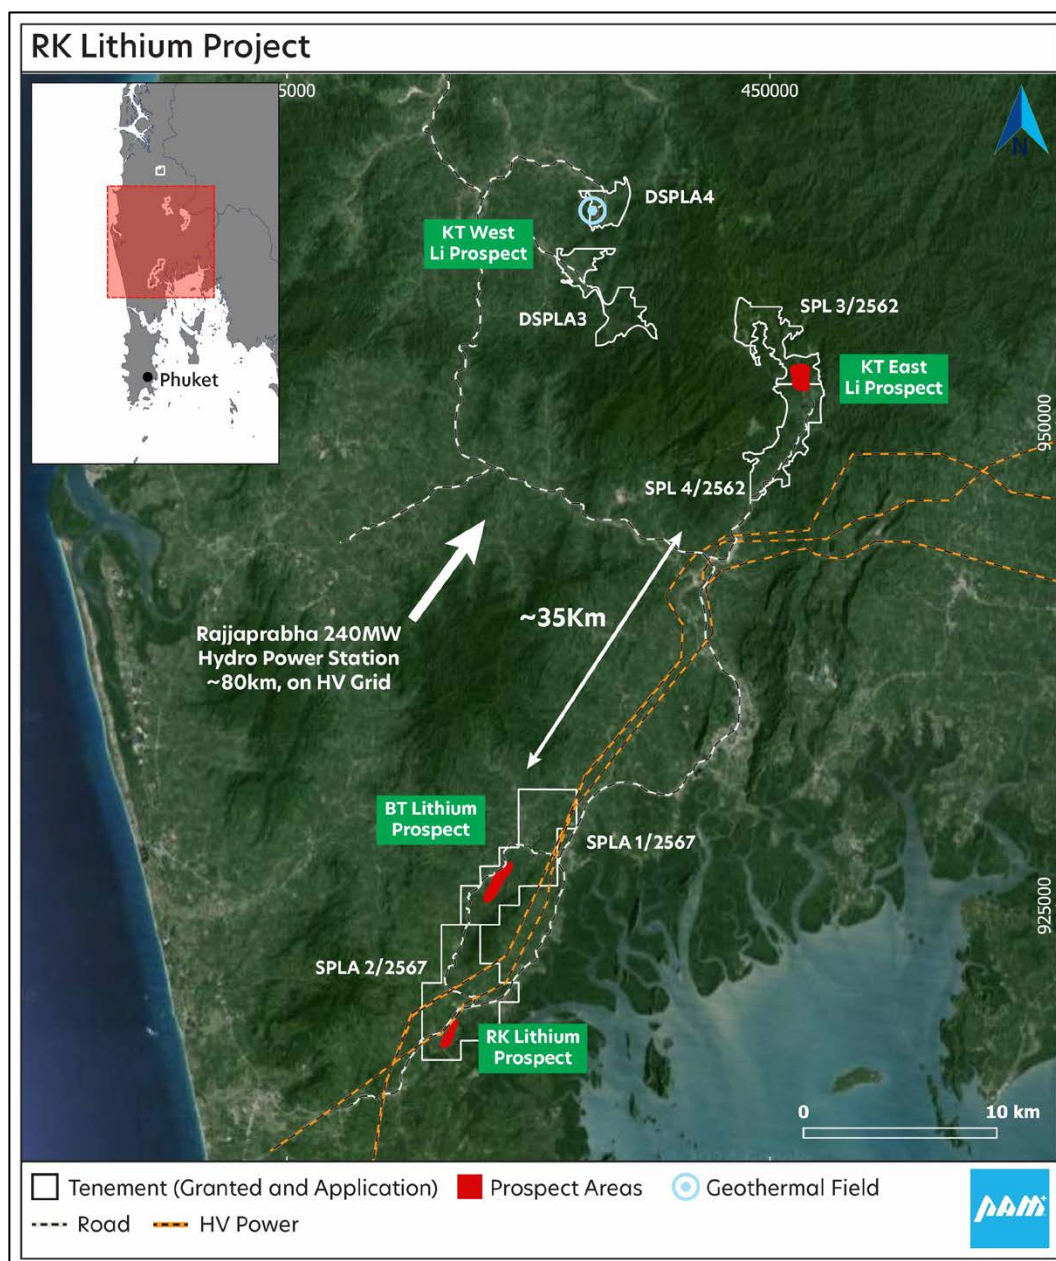 RK Lithium Project
5000
450000
N
DSPLA4
KT West
Li Prospect
DSPLA3
SPL 3/2562
KT East
Li Prospect
Phuket
950000
SPL 4/2562
~35Km
Rajjaprabha 240MW
Hydro Power Station
~80km, on HV Grid
BT Lithium
Prospect
SPLA 1/2567
925000
SPLA 2/2567
RK Lithium
Prospect
0 10 km
Tenement (Granted and Application) Prospect Areas Geothermal Field
Road HV Power
PAM+